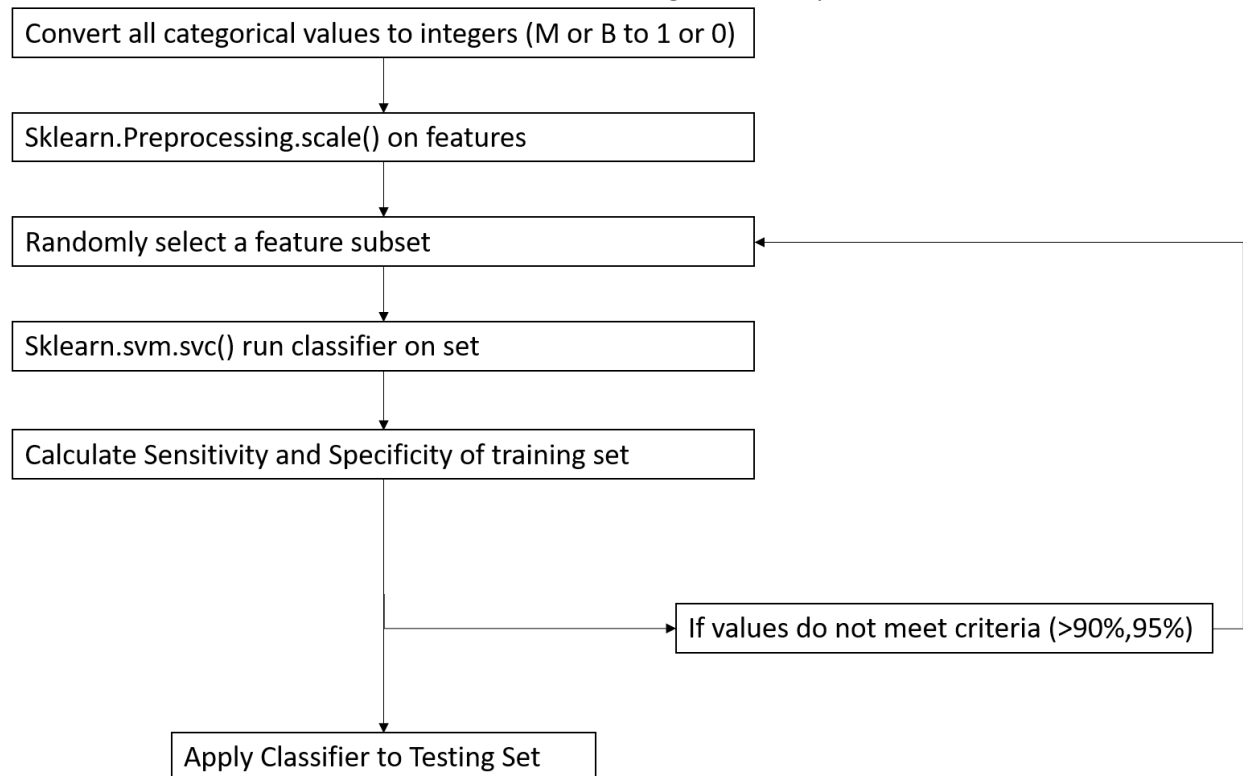 Convert all categorical values to integers (M or B to 1 or 0)
Sklearn.Preprocessing.scale() on features
Randomly select a feature subset
Sklearn.svm.svc() run classifier on set
Calculate Sensitivity and Specificity of training set
If values do not meet criteria (>90%,95%)
Apply Classifier to Testing Set